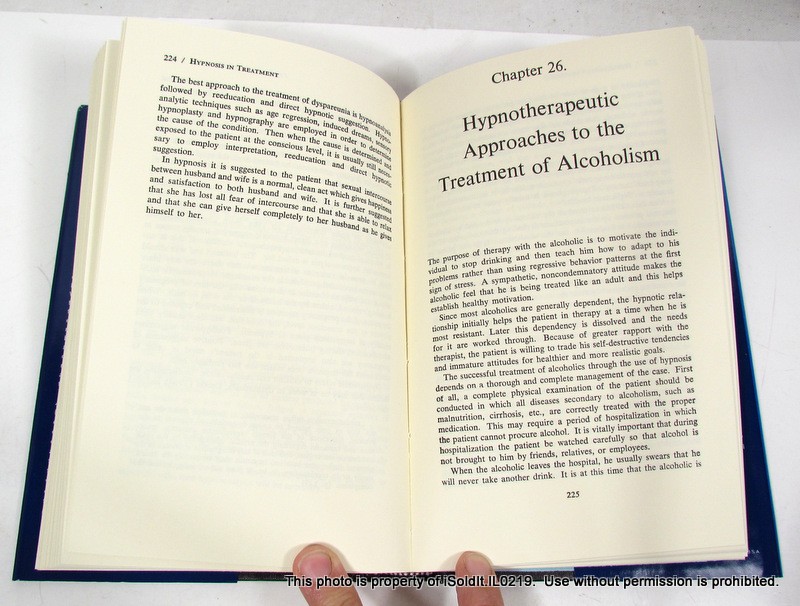 224 / HYPNOSIS IN TREATMENT
The best approach to the treatment of dyspareunia is hypnoanalysis
followed by reeducation and direct hypnotic suggestion. Hypno-
analytic techniques such as age regression, induced dreams, sensory
hypnoplasty and hypnography are employed in order to determine
the cause of the condition. Then when the cause is determined and
exposed to the patient at the conscious level, it is usually still neces-
sary to employ interpretation, reeducation and direct hypnotic
suggestion.
In hypnosis it is suggested to the patient that sexual intercourse
between husband and wife is a normal, clean act which gives happiness
and satisfaction to both husband and wife. It is further suggested
that she has lost all fear of intercourse and that she is able to relax
and that she can give herself completely to her husband as he gives
himself to her.
Chapter 26.
Hypnotherapeutic
Approaches to the
Treatment of Alcoholism
The purpose of therapy with the alcoholic is to motivate the indi-
vidual to stop drinking and then teach him how to adapt to his
problems rather than using regressive behavior patterns at the first
sign of stress. A sympathetic, noncondemnatory attitude makes the
alcoholic feel that he is being treated like an adult and this helps
establish healthy motivation.
Since most alcoholics are generally dependent, the hypnotic rela-
tionship initially helps the patient in therapy at a time when he is
most resistant. Later this dependency is dissolved and the needs
for it are worked through. Because of greater rapport with the
therapist, the patient is willing to trade his self-destructive tendencies
and immature attitudes for healthier and more realistic goals.
The successful treatment of alcoholics through the use of hypnosis
depends on a thorough and complete management of the case. First
of all, a complete physical examination of the patient should be
conducted in which all diseases secondary to alcoholism, such as
malnutrition, cirrhosis, etc., are correctly treated with the proper
medication. This may require a period of hospitalization in which
the patient cannot procure alcohol. It is vitally important that during
hospitalization the patient be watched carefully so that alcohol is
not brought to him by friends, relatives, or employees.
When the alcoholic leaves the hospital, he usually swears that he
will never take another drink. It is at this time that the alcoholic is
225
This photo is property of iSoldIt.IL0219. Use without permission is prohibited.